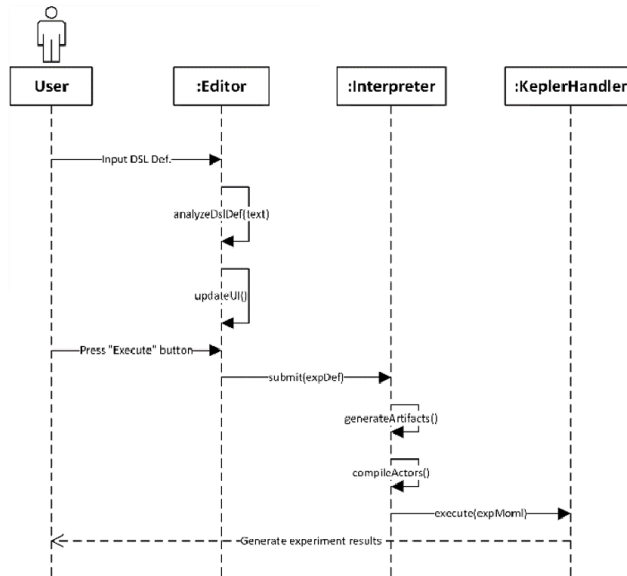 User
:Editor
:Interpreter
:KeplerHandler
Input DSL Def.
analyzeDslDef(text)
updateUI()
Press "Execute" button
submit(expDef)
generateArtifacts()
compileActors()
execute(expMoml)
Generate experiment results